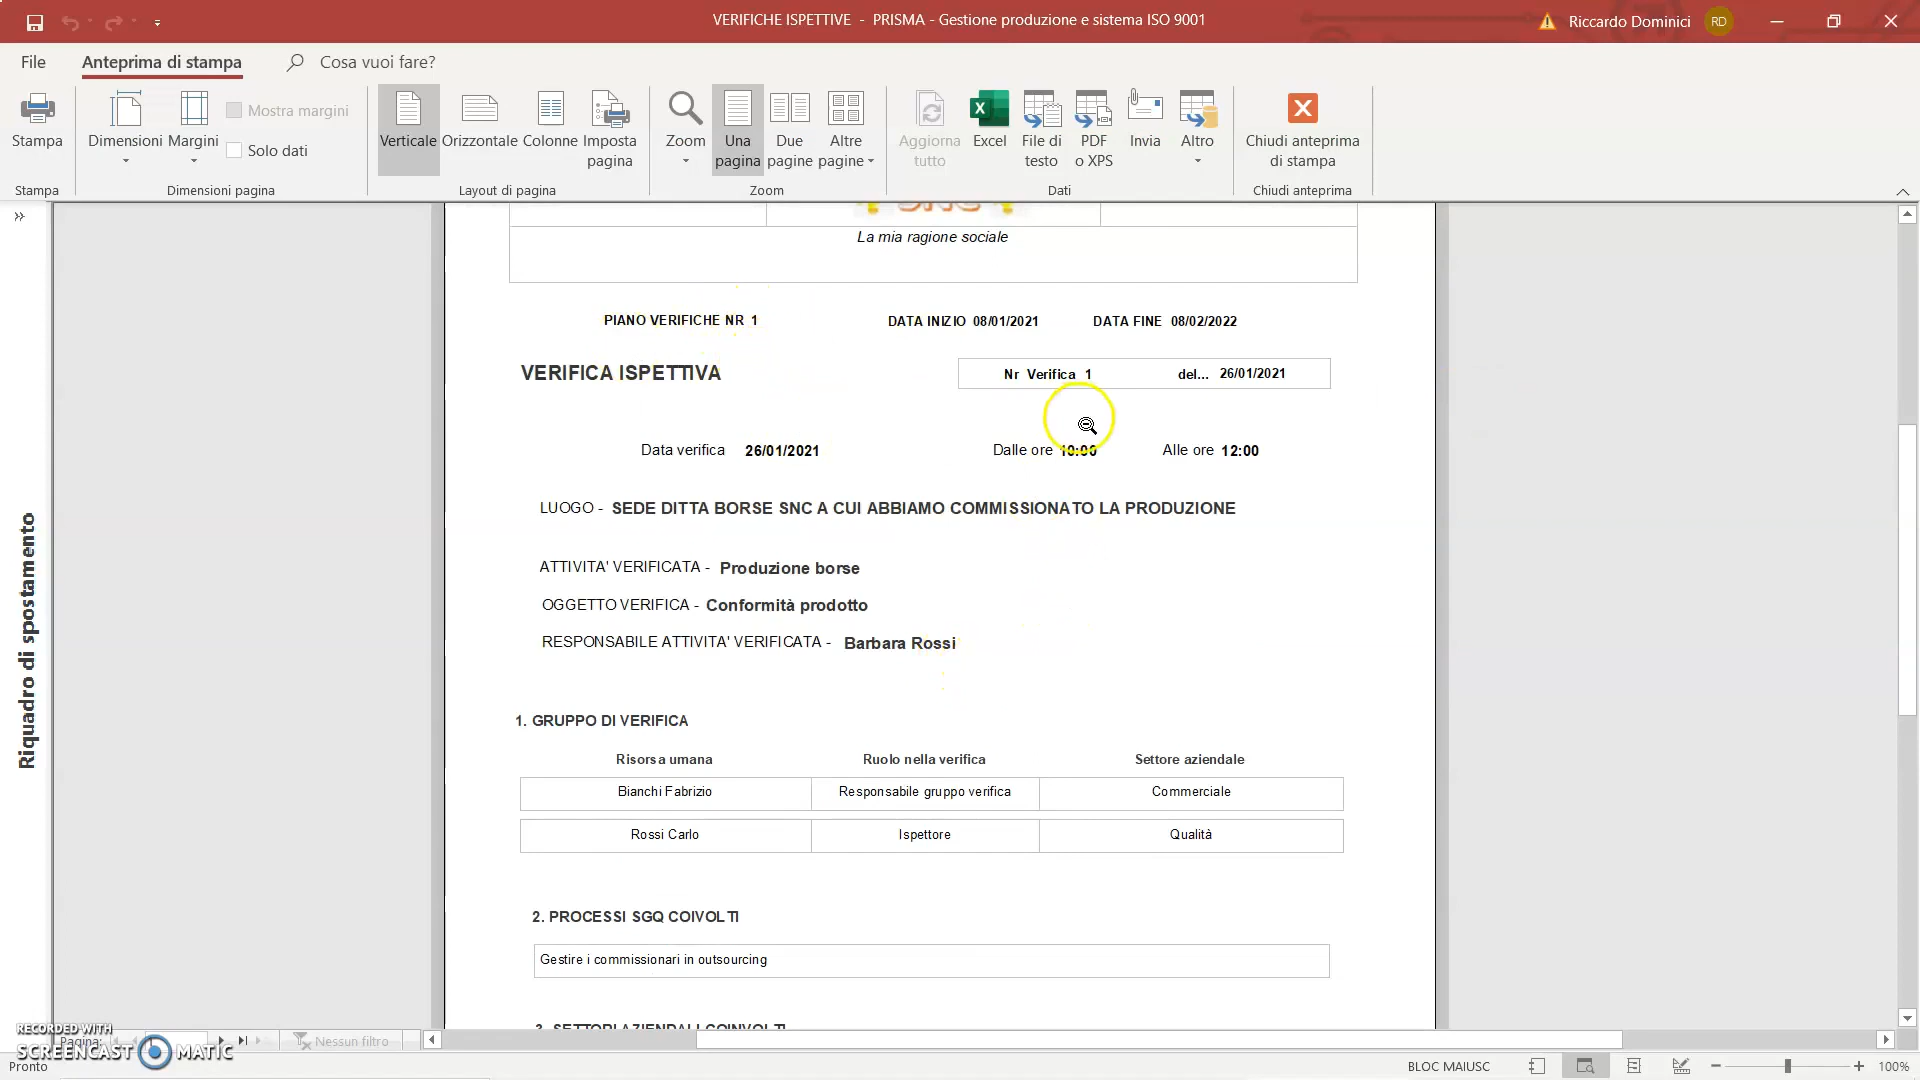 VERIFICHE ISPETTIVE - PRISMA - Gestione produzione e sistema ISO 9001
Riccardo Dominici RD
File Anteprima di stampa Cosa vuoi fare?
Stampa Dimensioni Margini Mostra margini Solo dati Verticale Orizzontale Colonne Imposta pagina Zoom Una pagina Due pagine Altre pagine Aggiorna tutto Excel File di testo PDF o XPS Invia Altro Chiudi anteprima di stampa
Stampa Dimensioni pagina Layout di pagina Zoom Dati Chiudi anteprima
Riquadro di spostamento
SNC
La mia ragione sociale
PIANO VERIFICHE NR 1 DATA INIZIO 08/01/2021 DATA FINE 08/02/2022
VERIFICA ISPETTIVA Nr Verifica 1 del... 26/01/2021
Data verifica 26/01/2021 Dalle ore 10:00 Alle ore 12:00
LUOGO - SEDE DITTA BORSE SNC A CUI ABBIAMO COMMISSIONATO LA PRODUZIONE
ATTIVITA' VERIFICATA - Produzione borse
OGGETTO VERIFICA - Conformità prodotto
RESPONSABILE ATTIVITA' VERIFICATA - Barbara Rossi
1. GRUPPO DI VERIFICA
Risorsa umana Ruolo nella verifica Settore aziendale
Bianchi Fabrizio Responsabile gruppo verifica Commerciale
Rossi Carlo Ispettore Qualità
2. PROCESSI SGQ COIVOLTI
Gestire i commissionari in outsourcing
3. SETTORI AZIENDALI COINVOLTI
Pagina: Nessun filtro
RECORDED WITH
SCREENCAST MATIC
Pronto BLOC MAIUSC 100%